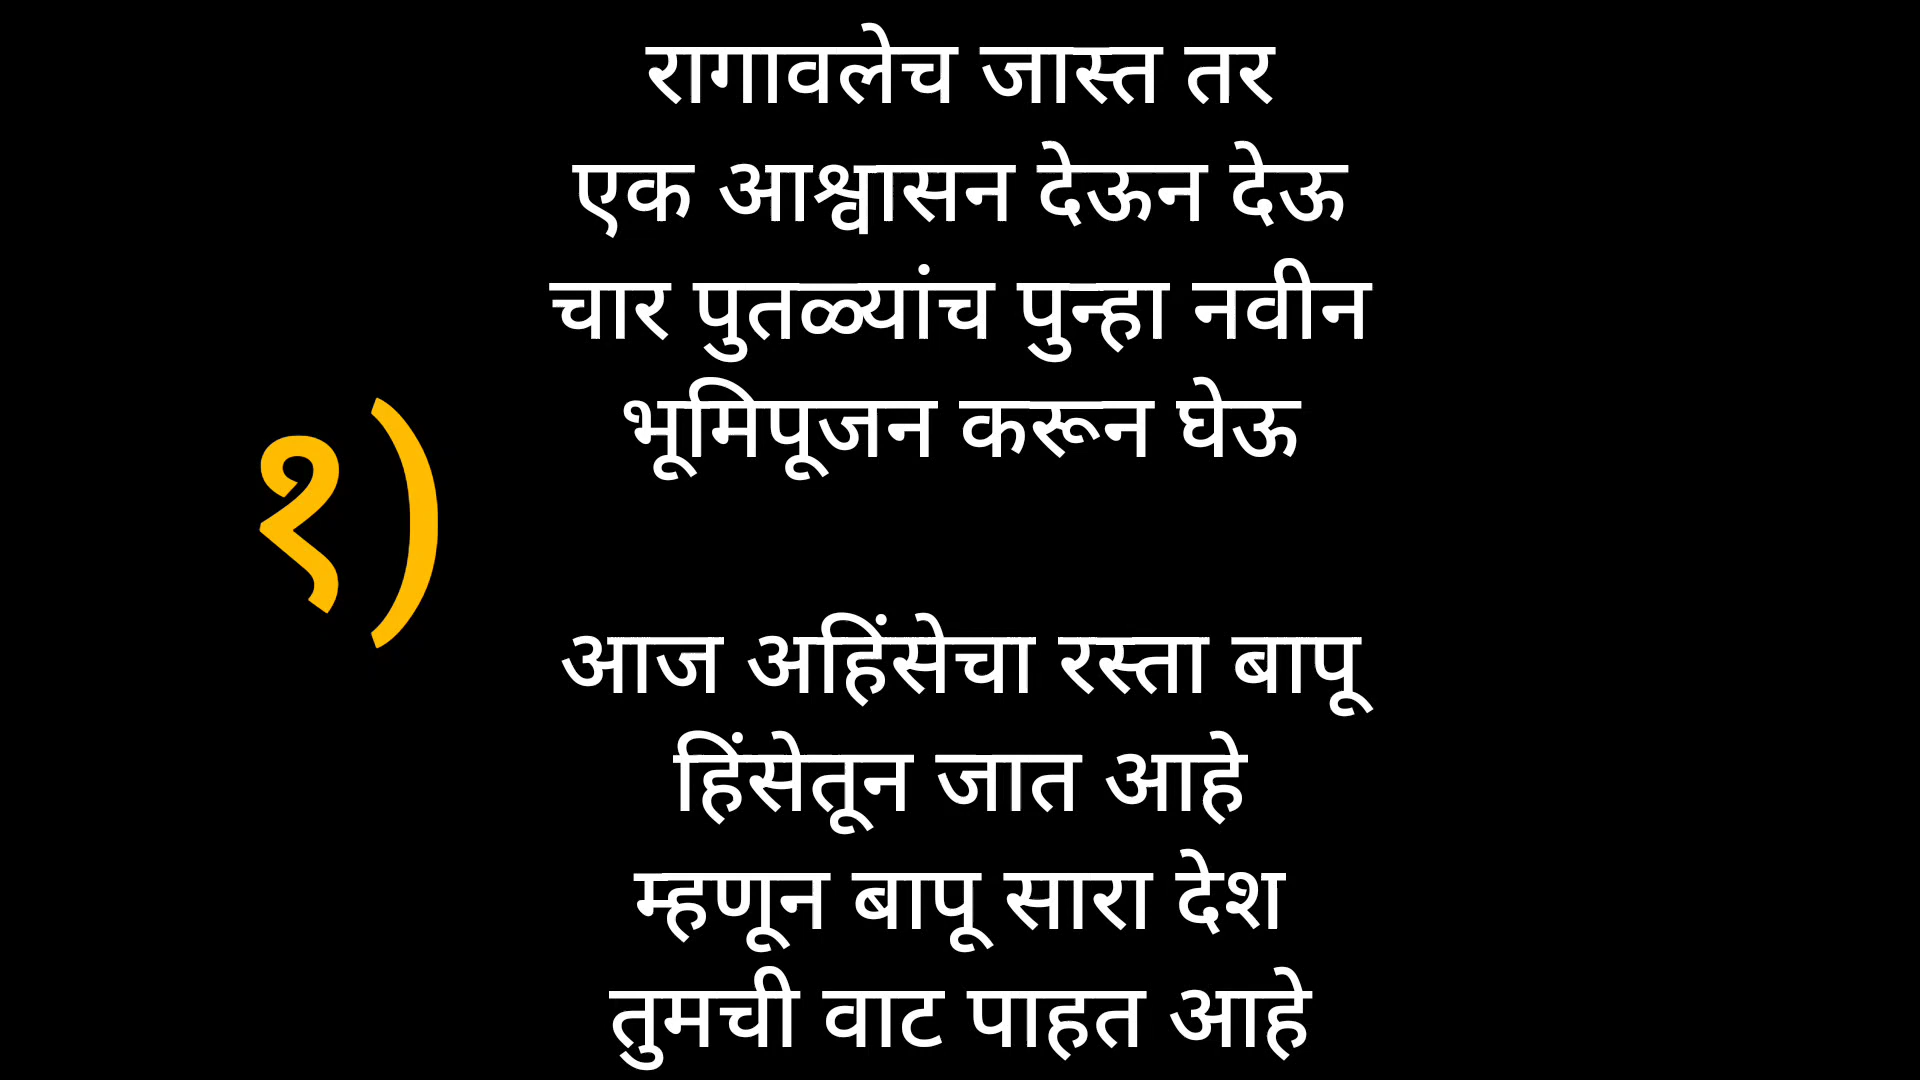 रागावलेच जास्त तर
एक आश्वासन देऊन देऊ
चार पुतळ्यांच पुन्हा नवीन
भूमिपूजन करून घेऊ
१)
आज अहिंसेचा रस्ता बापू
हिंसेतून जात आहे
म्हणून बापू सारा देश
तुमची वाट पाहत आहे